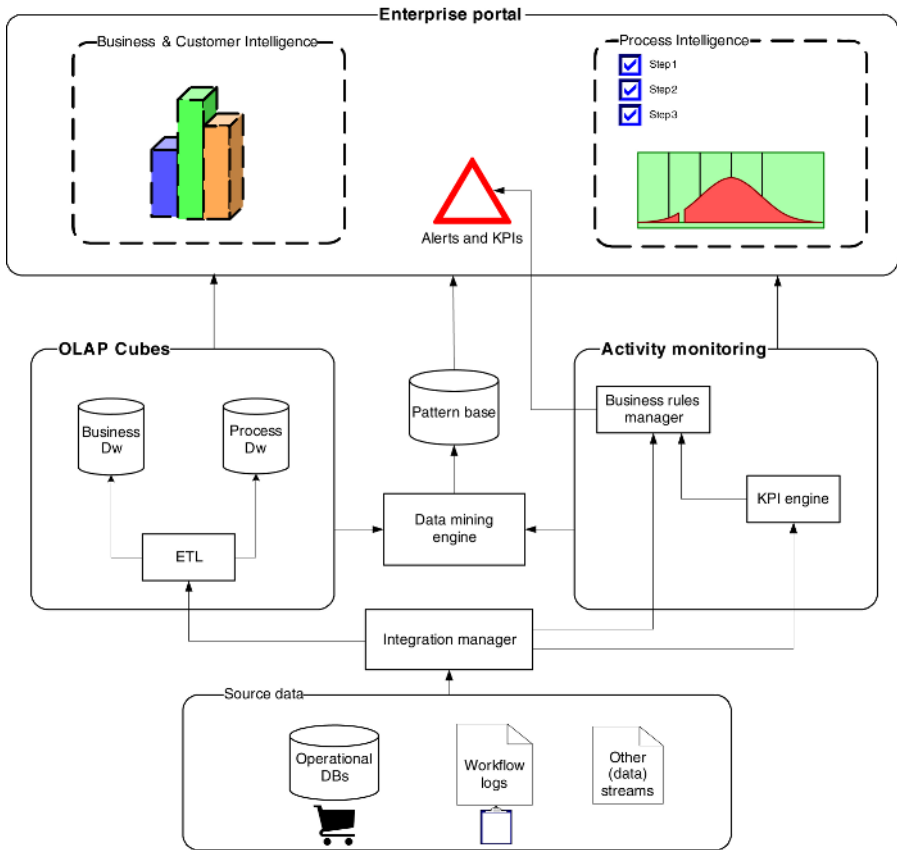 Enterprise portal
Business & Customer Intelligence
Process Intelligence
Step1
Step2
Step3
Alerts and KPIs
OLAP Cubes
Activity monitoring
Business
Dw
Process
Dw
Pattern base
Business rules
manager
ETL
Data mining
engine
KPI engine
Integration manager
Source data
Operational
DBs
Workflow
logs
Other
(data)
streams